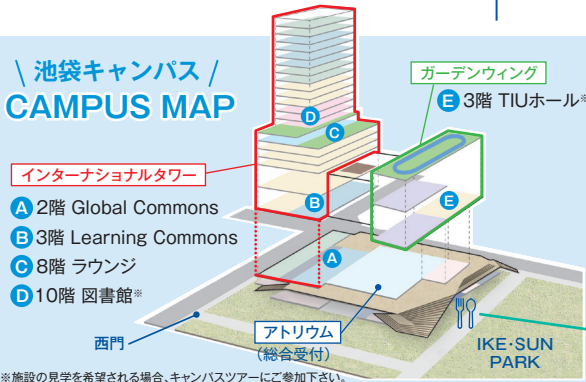 \ 池袋キャンパス /
CAMPUS MAP
ガーデンウィング
E 3階 TIUホール※
D
C
インターナショナルタワー
A 2階 Global Commons
B 3階 Learning Commons
C 8階 ラウンジ
D 10階 図書館※
B
E
A
アトリウム
(総合受付)
西門
IKE・SUN
PARK
※施設の見学を希望される場合、キャンパスツアーにご参加下さい。